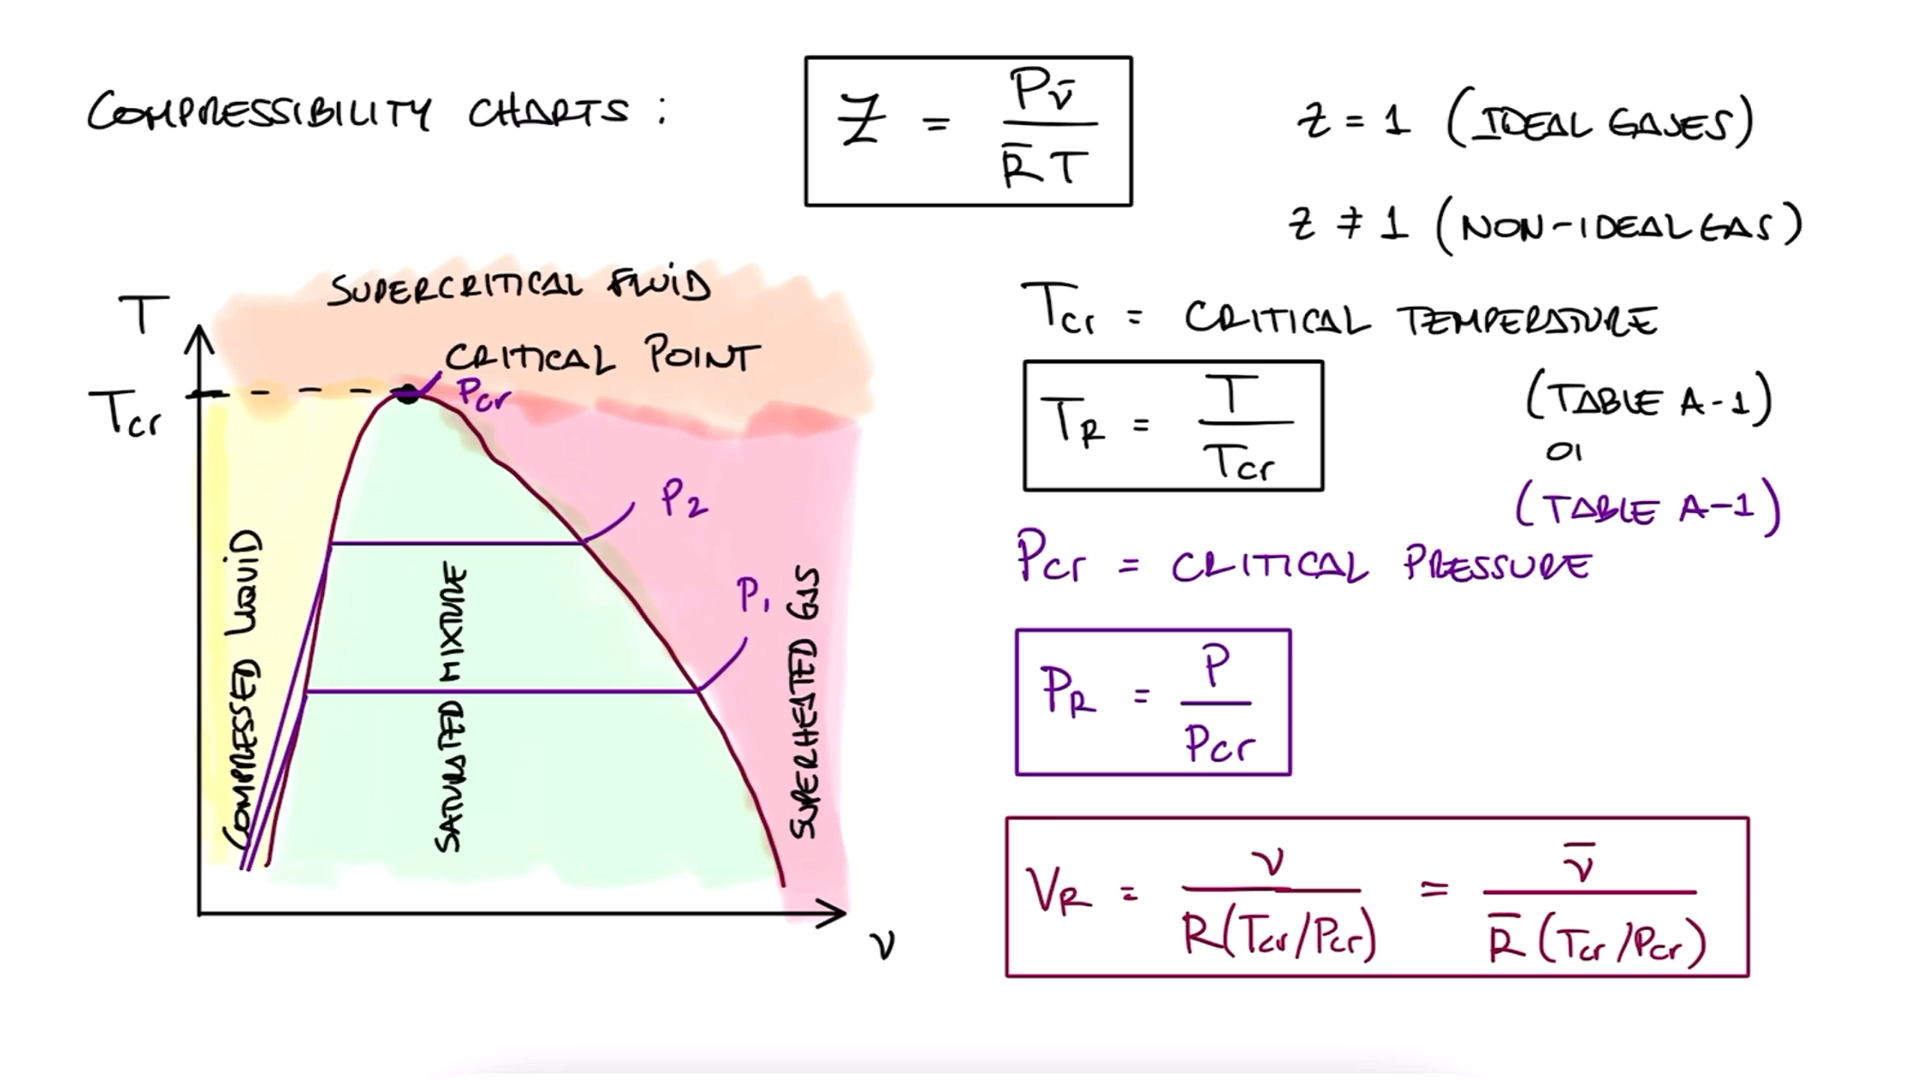 COMPRESSIBILITY CHARTS :
Z = Pv̄ / R̄T
Z = 1 (IDEAL GASES)
Z ≠ 1 (NON-IDEAL GAS)
T
Tcr
SUPERCRITICAL FLUID
CRITICAL POINT
Pcr
P2
P1
COMPRESSED LIQUID
SATURATED MIXTURE
SUPERHEATED GAS
v
Tcr = CRITICAL TEMPERATURE
TR = T / Tcr
(TABLE A-1)
or
(TABLE A-1)
Pcr = CRITICAL PRESSURE
PR = P / Pcr
VR = v / R(Tcr/Pcr) = v̄ / R̄(Tcr/Pcr)